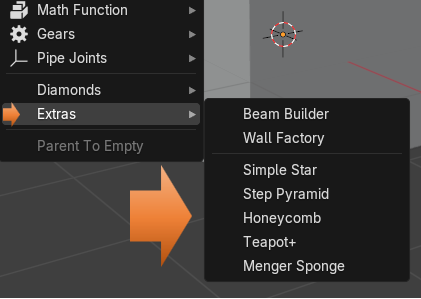 Math Function
Gears
Pipe Joints
Diamonds
Extras
Parent To Empty
Beam Builder
Wall Factory
Simple Star
Step Pyramid
Honeycomb
Teapot+
Menger Sponge